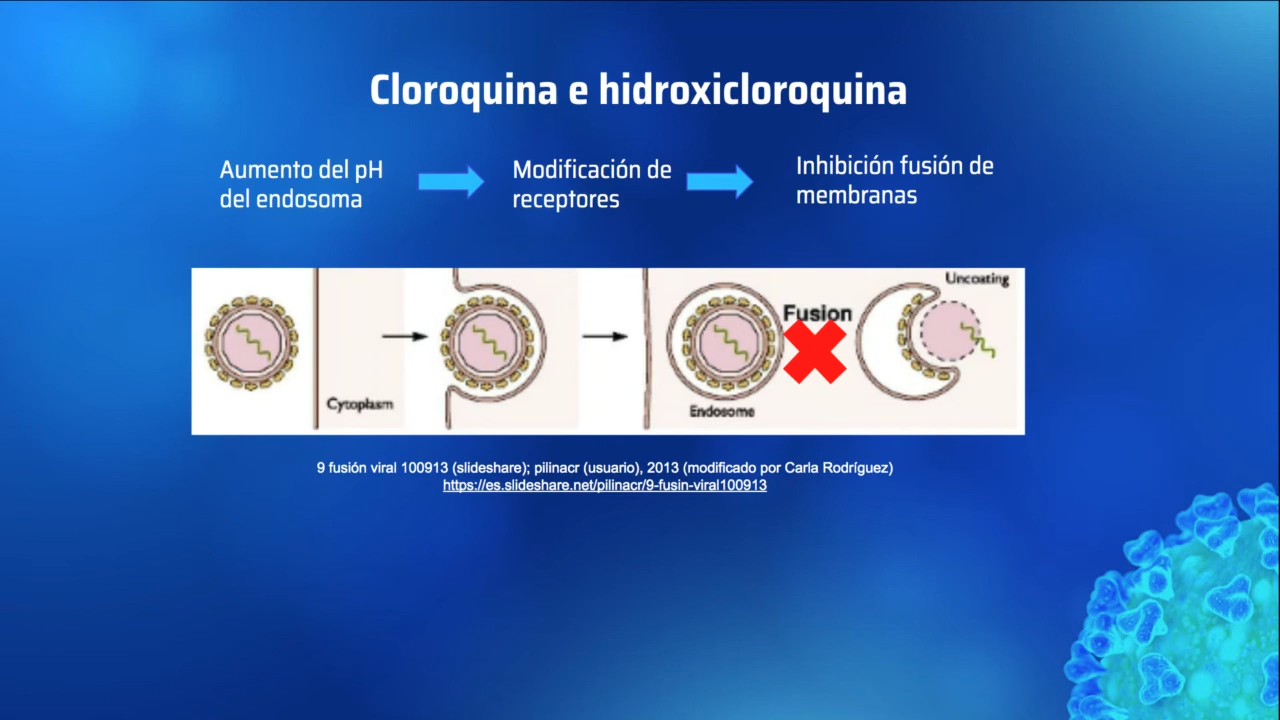 Cloroquina e hidroxicloroquina
Aumento del pH
del endosoma
Modificación de
receptores
Inhibición fusión de
membranas
Uncoating
Fusion
Cytoplasm
Endosome
9 fusión viral 100913 (slideshare); pilinacr (usuario), 2013 (modificado por Carla Rodríguez)
https://es.slideshare.net/pilinacr/9-fusin-viral100913